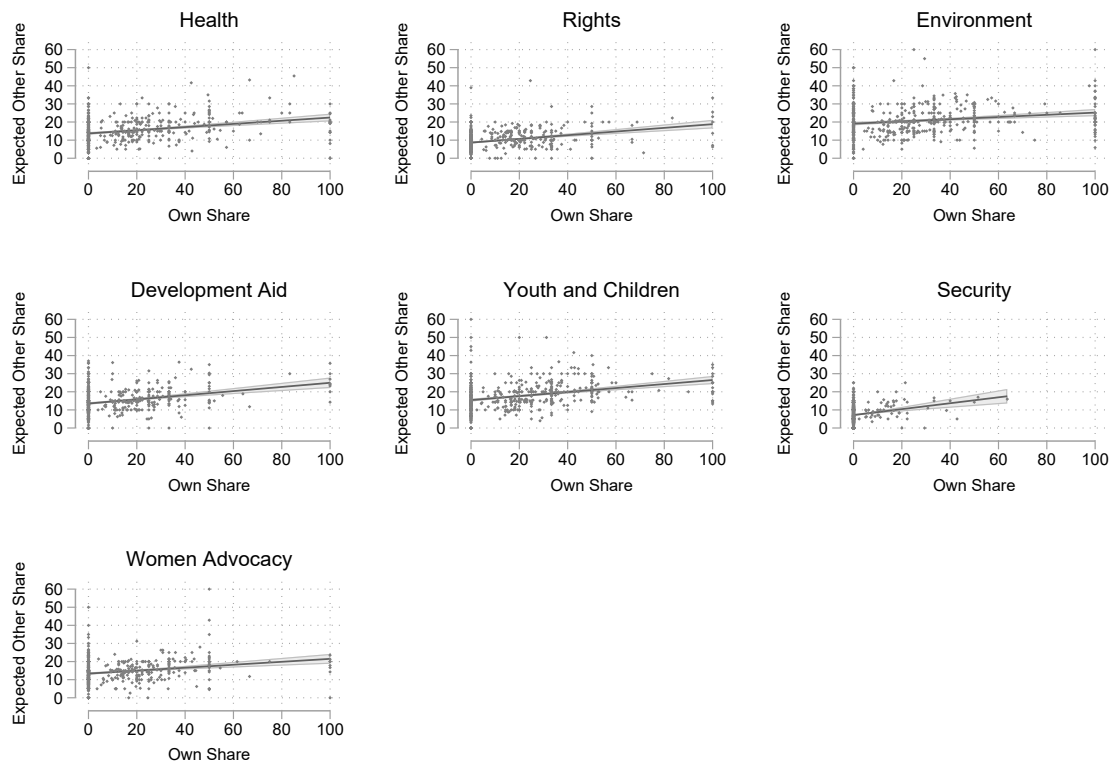 Health
Expected Other Share
60
50
40
30
20
10
0
0 20 40 60 80 100
Own Share
Rights
Expected Other Share
60
50
40
30
20
10
0
0 20 40 60 80 100
Own Share
Environment
Expected Other Share
60
50
40
30
20
10
0
0 20 40 60 80 100
Own Share
Development Aid
Expected Other Share
60
50
40
30
20
10
0
0 20 40 60 80 100
Own Share
Youth and Children
Expected Other Share
60
50
40
30
20
10
0
0 20 40 60 80 100
Own Share
Security
Expected Other Share
60
50
40
30
20
10
0
0 20 40 60 80 100
Own Share
Women Advocacy
Expected Other Share
60
50
40
30
20
10
0
0 20 40 60 80 100
Own Share